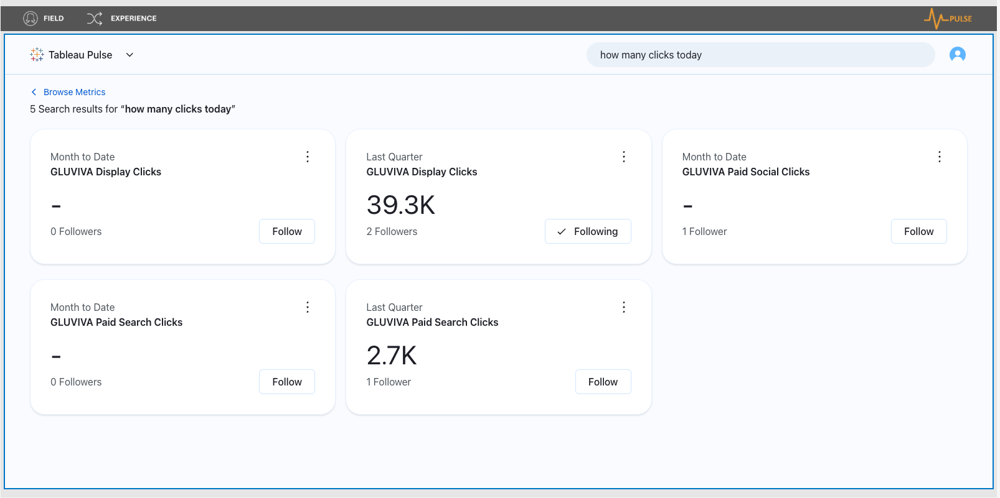 FIELD
EXPERIENCE
PULSE
Tableau Pulse
how many clicks today
Browse Metrics
5 Search results for “how many clicks today”
Month to Date
GLUVIVA Display Clicks
-
0 Followers
Follow
Last Quarter
GLUVIVA Display Clicks
39.3K
2 Followers
Following
Month to Date
GLUVIVA Paid Social Clicks
-
1 Follower
Follow
Month to Date
GLUVIVA Paid Search Clicks
-
0 Followers
Follow
Last Quarter
GLUVIVA Paid Search Clicks
2.7K
1 Follower
Follow